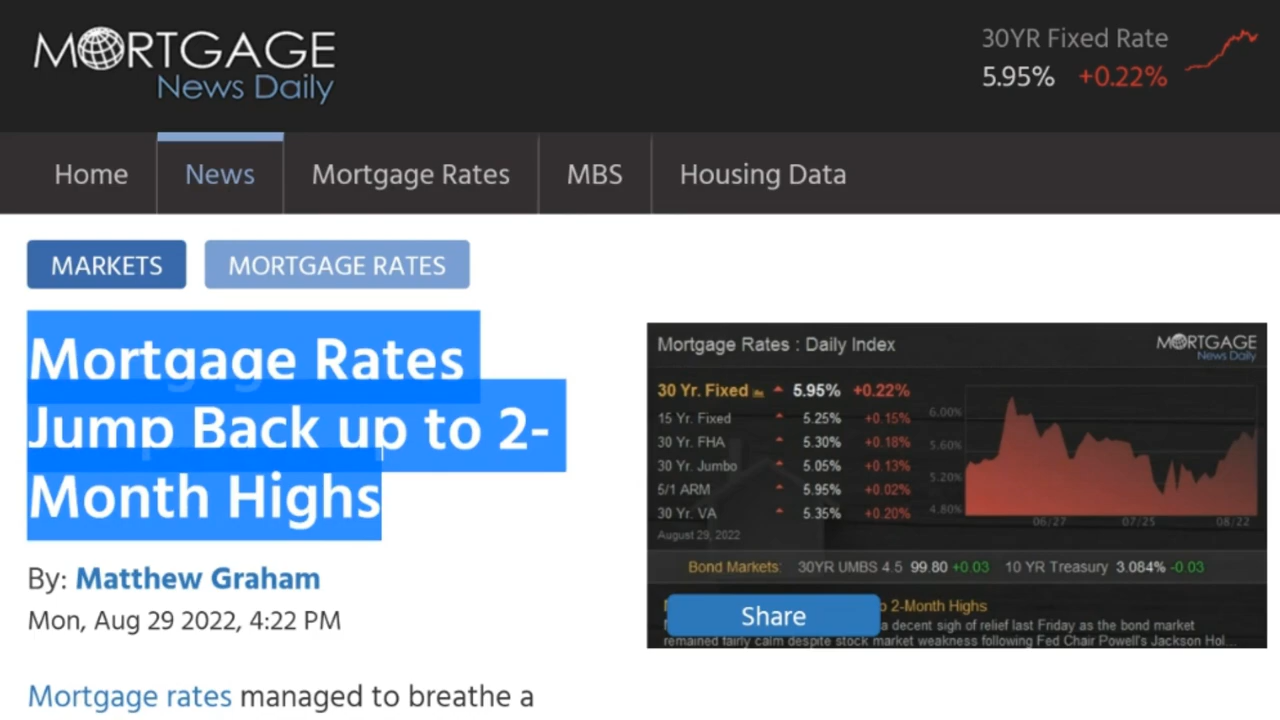 MORTGAGE
News Daily
30YR Fixed Rate
5.95% +0.22%
Home News Mortgage Rates MBS Housing Data
MARKETS MORTGAGE RATES
Mortgage Rates
Jump Back up to 2-
Month Highs
By: Matthew Graham
Mon, Aug 29 2022, 4:22 PM
Mortgage rates managed to breathe a
Mortgage Rates : Daily Index
MORTGAGE
News Daily
30 Yr. Fixed 5.95% +0.22%
15 Yr. Fixed 5.25% +0.15%
30 Yr. FHA 5.30% +0.18%
30 Yr. Jumbo 5.05% +0.13%
5/1 ARM 5.95% +0.02%
30 Yr. VA 5.35% +0.20%
August 29, 2022
6.00%
5.60%
5.20%
4.80%
06/27 07/25 08/22
Bond Markets: 30YR UMBS 4.5 99.80 +0.03 10 YR Treasury 3.084% -0.03
2-Month Highs
Share
a decent sigh of relief last Friday as the bond market
remained fairly calm despite stock market weakness following Fed Chair Powell's Jackson Hol...